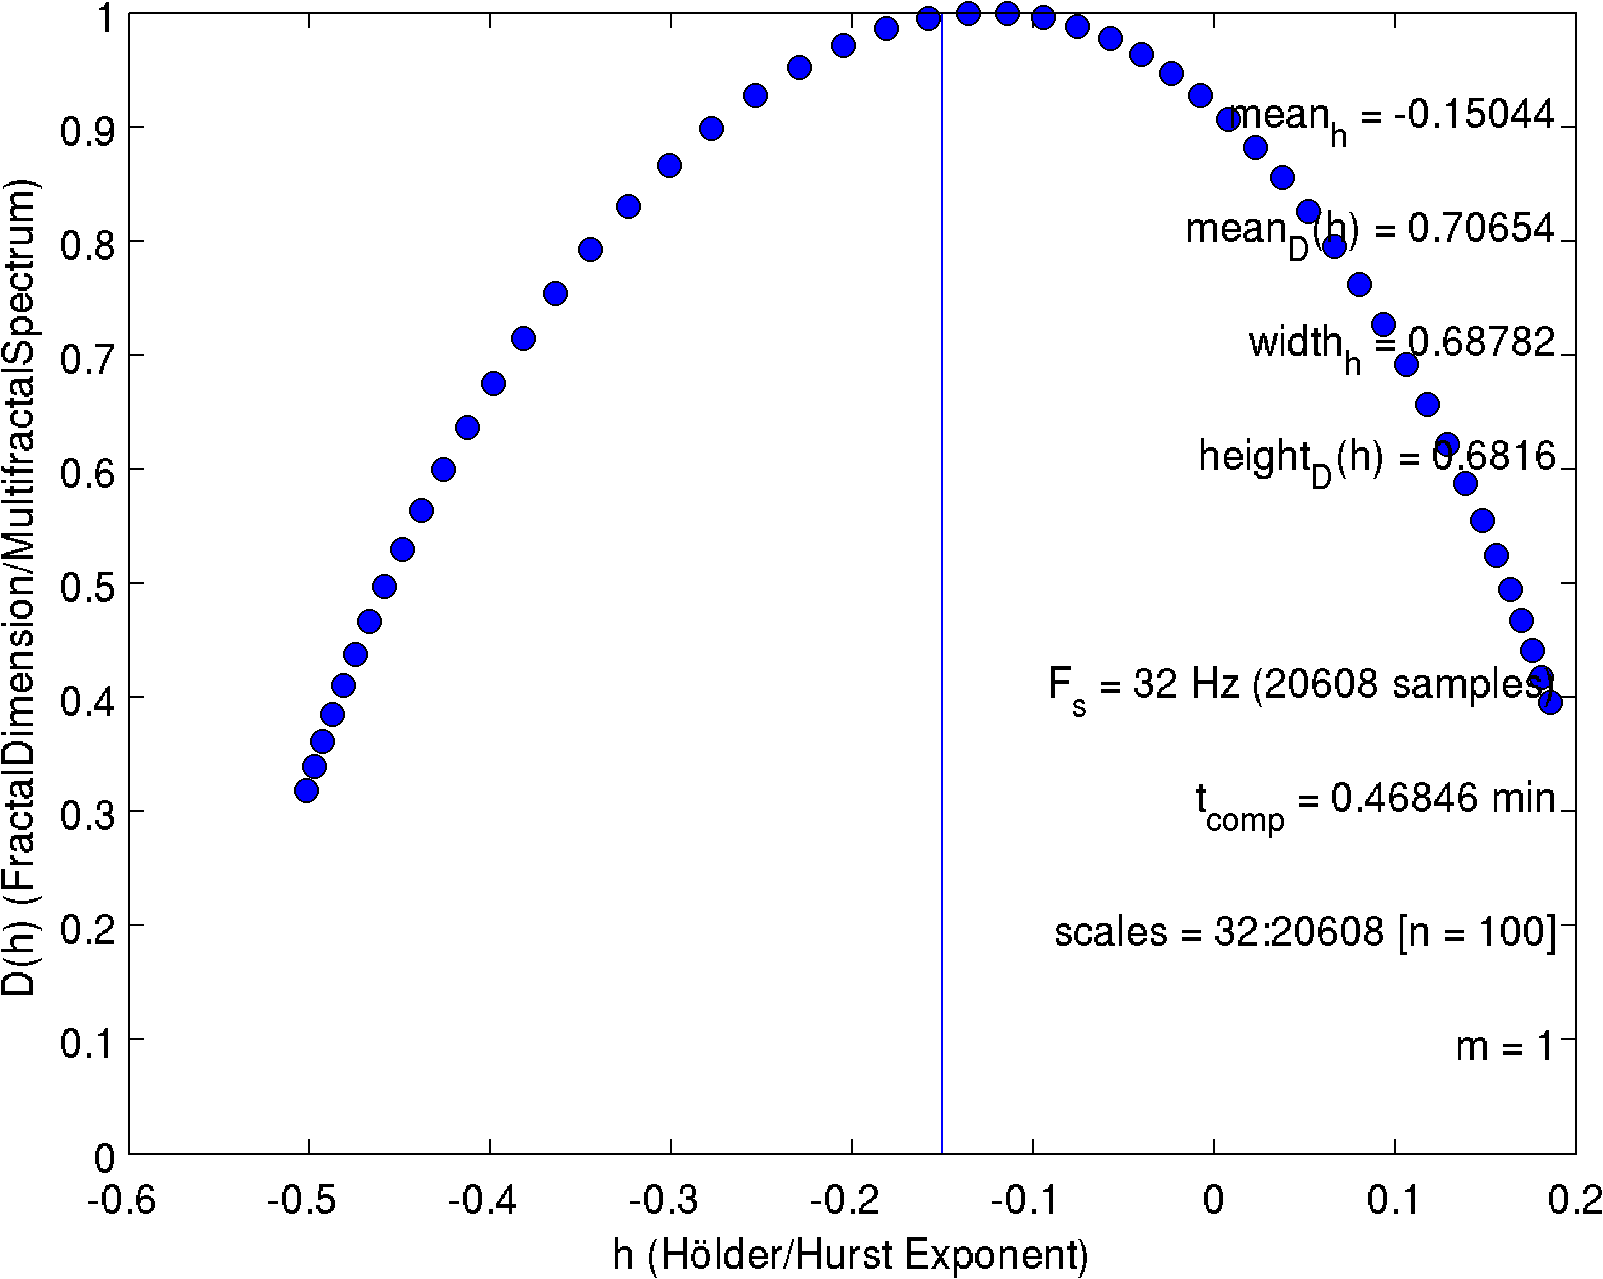 1
0.9
0.8
0.7
0.6
0.5
0.4
0.3
0.2
0.1
0
D(h) (FractalDimension/MultifractalSpectrum)
mean_h = -0.15044
mean_D(h) = 0.70654
width_h = 0.68782
height_D(h) = 0.6816
F_s = 32 Hz (20608 samples)
t_comp = 0.46846 min
scales = 32:20608 [n = 100]
m = 1
-0.6 -0.5 -0.4 -0.3 -0.2 -0.1 0 0.1 0.2
h (Hölder/Hurst Exponent)